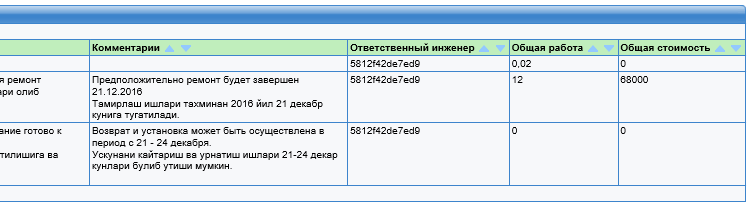 Комментарии Ответственный инженер Общая работа Общая стоимость
5812f42de7ed9 0,02 0
я ремонт Предположительно ремонт будет завершен 5812f42de7ed9 12 68000
ари олиб 21.12.2016
Тамирлаш ишлари тахминан 2016 йил 21 декабр
кунига тугатилади.
ание готово к Возврат и установка может быть осуществлена в 5812f42de7ed9 0 0
период с 21 - 24 декабря.
тилишига ва Ускунани кайтариш ва урнатиш ишлари 21-24 декар
кунлари булиб утиши мумкин.